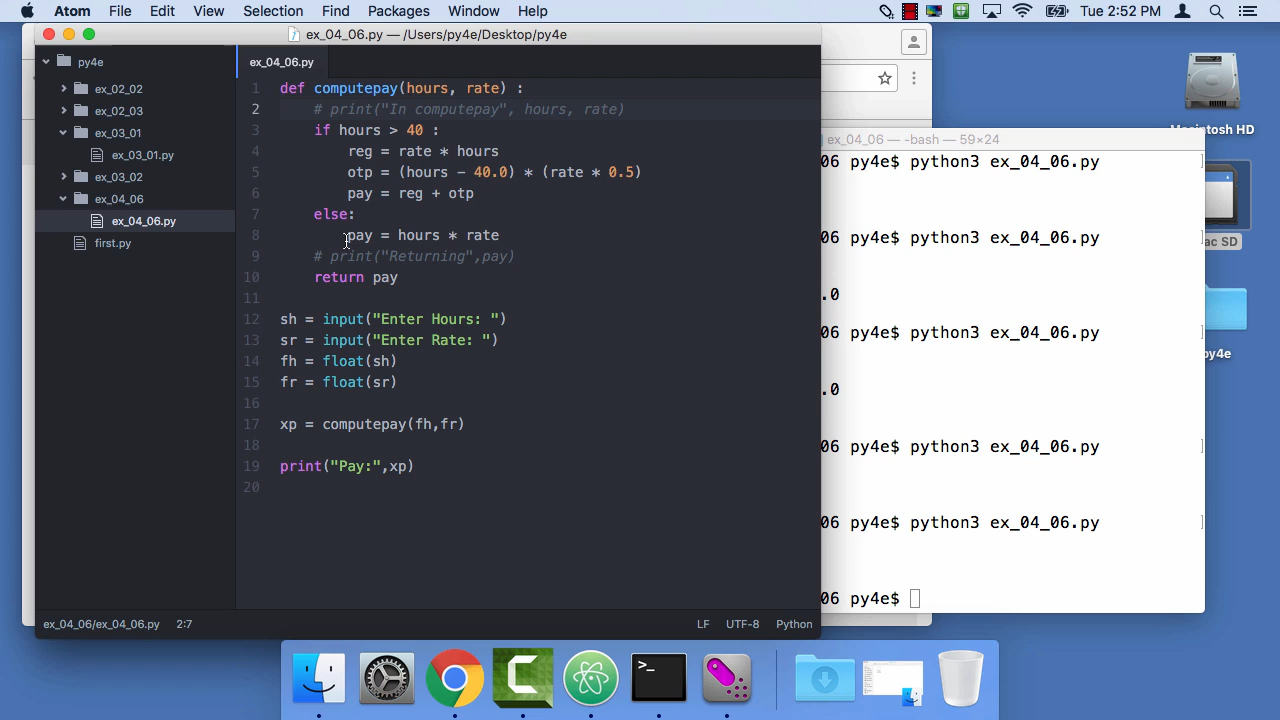 Atom File Edit View Selection Find Packages Window Help Tue 2:52 PM
ex_04_06.py — /Users/py4e/Desktop/py4e
py4e
ex_02_02
ex_02_03
ex_03_01
ex_03_01.py
ex_03_02
ex_04_06
ex_04_06.py
first.py
ex_04_06.py
1 def computepay(hours, rate) :
2 # print("In computepay", hours, rate)
3 if hours > 40 :
4 reg = rate * hours
5 otp = (hours - 40.0) * (rate * 0.5)
6 pay = reg + otp
7 else:
8 pay = hours * rate
9 # print("Returning",pay)
10 return pay
11
12 sh = input("Enter Hours: ")
13 sr = input("Enter Rate: ")
14 fh = float(sh)
15 fr = float(sr)
16
17 xp = computepay(fh,fr)
18
19 print("Pay:",xp)
20
ex_04_06/ex_04_06.py 2:7 LF UTF-8 Python
ex_04_06 — -bash — 59×24
06 py4e$ python3 ex_04_06.py ]
06 py4e$ python3 ex_04_06.py ]
.0
06 py4e$ python3 ex_04_06.py ]
.0
06 py4e$ python3 ex_04_06.py ]
06 py4e$ python3 ex_04_06.py ]
06 py4e$
HD
SD
py4e
>_